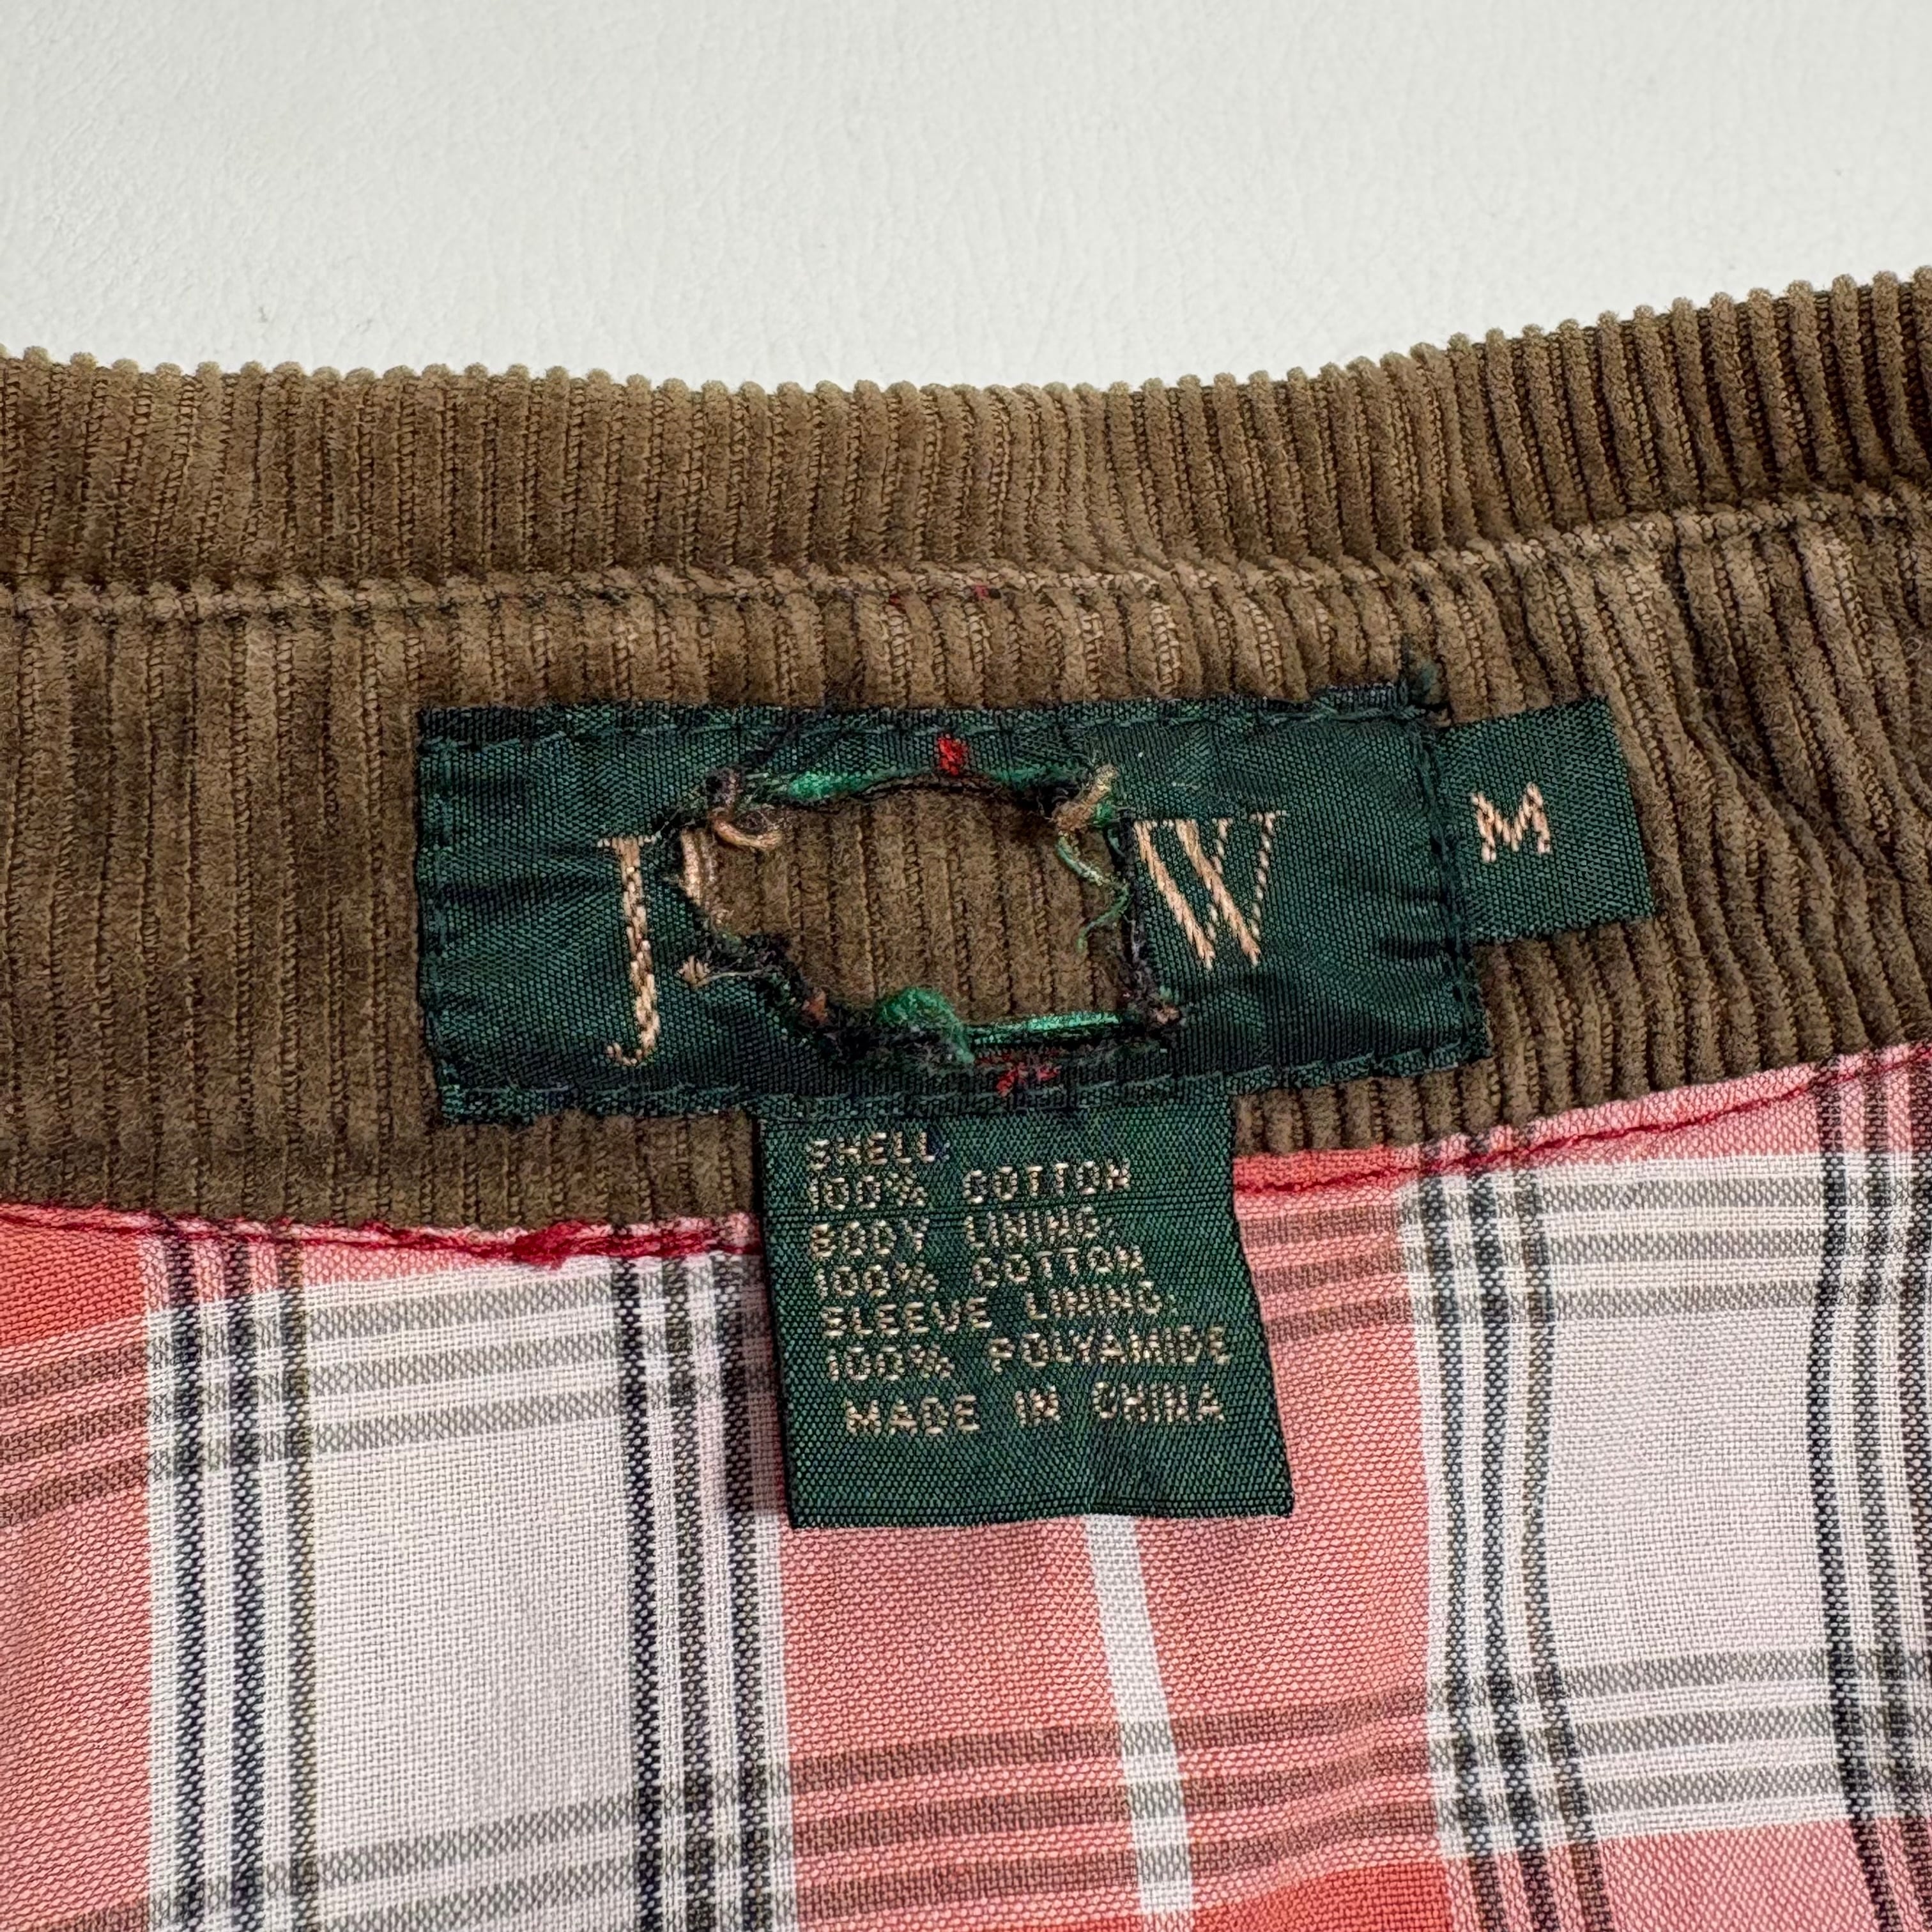 J. W
M
SHELL,
100% COTTON
BODY LINING,
100% COTTON
SLEEVE LINING,
100% POLYAMIDE
MADE IN CHINA